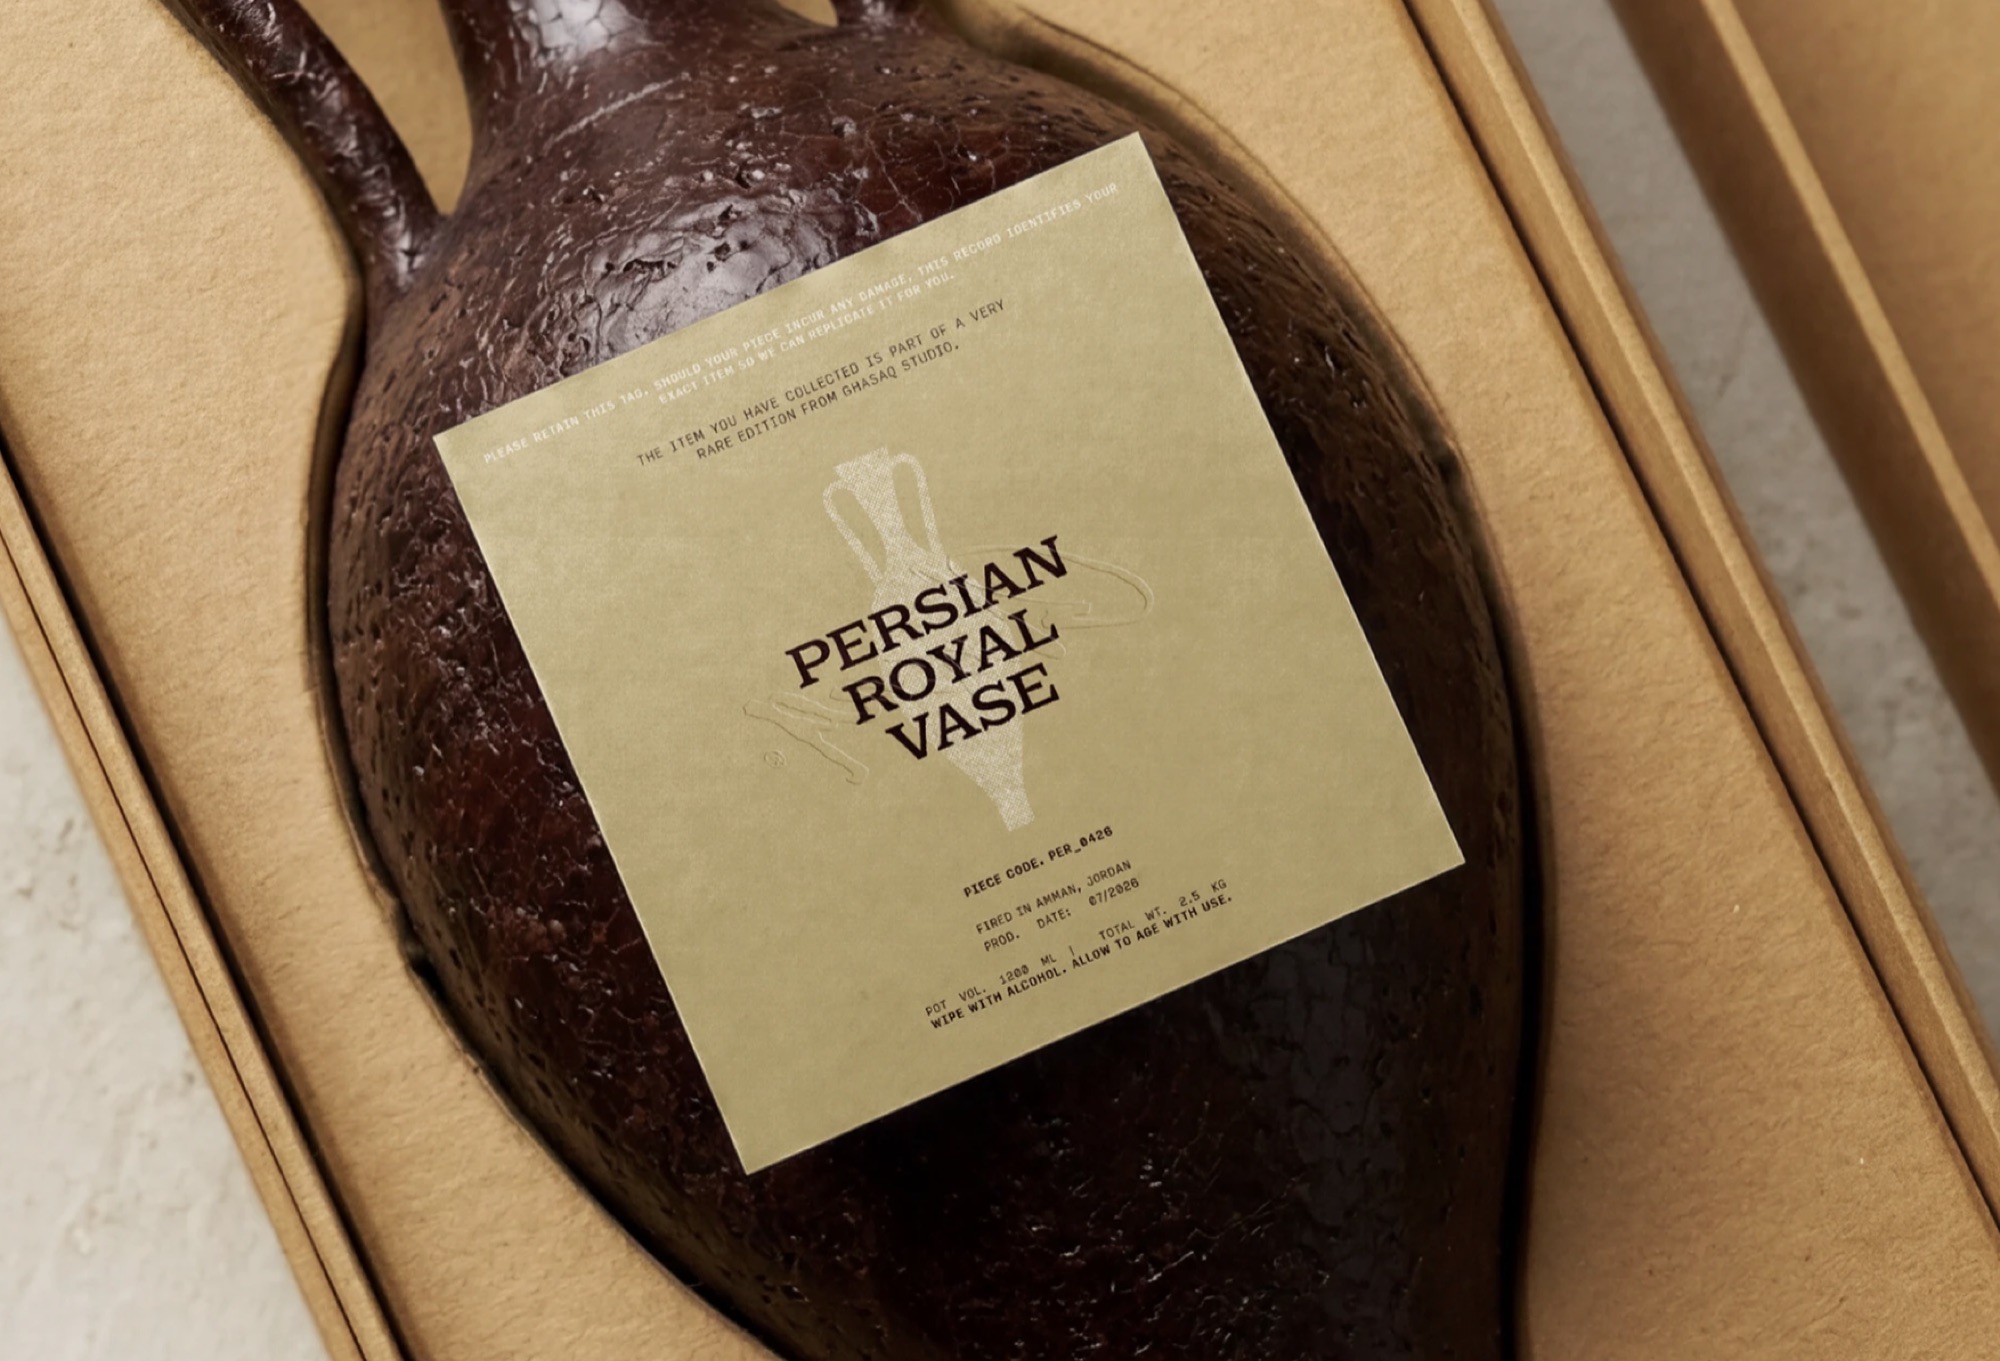 PLEASE RETAIN THIS TAG, SHOULD YOUR PIECE INCUR ANY DAMAGE, THIS RECORD IDENTIFIES YOUR
EXACT ITEM SO WE CAN REPLICATE IT FOR YOU.
THE ITEM YOU HAVE COLLECTED IS PART OF A VERY
RARE EDITION FROM GHASAQ STUDIO.
PERSIAN
ROYAL
VASE
PIECE CODE. PER_0426
FIRED IN AMMAN, JORDAN
PROD. DATE: 07/2026
POT VOL. 1200 ML | TOTAL WT. 2.5 KG
WIPE WITH ALCOHOL. ALLOW TO AGE WITH USE.